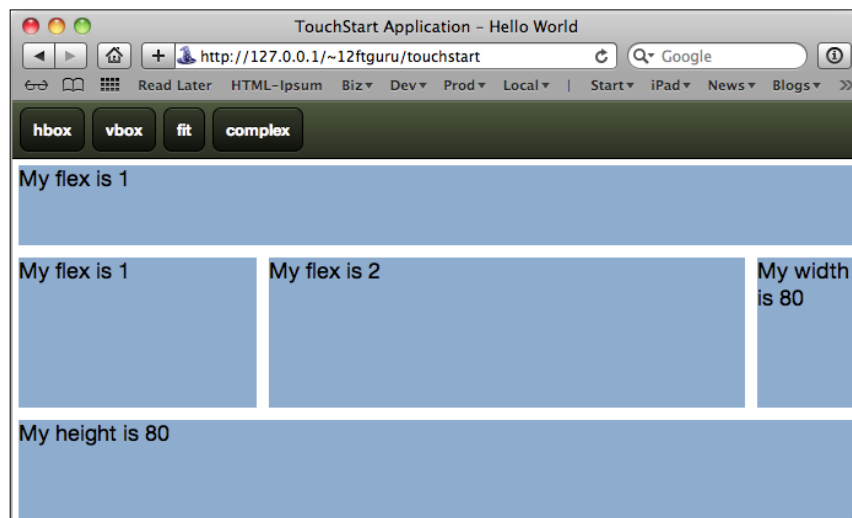 TouchStart Application – Hello World
http://127.0.0.1/~12ftguru/touchstart
Google
Read Later HTML-Ipsum Biz Dev Prod Local | Start iPad News Blogs
hbox vbox fit complex
My flex is 1
My flex is 1
My flex is 2
My width
is 80
My height is 80